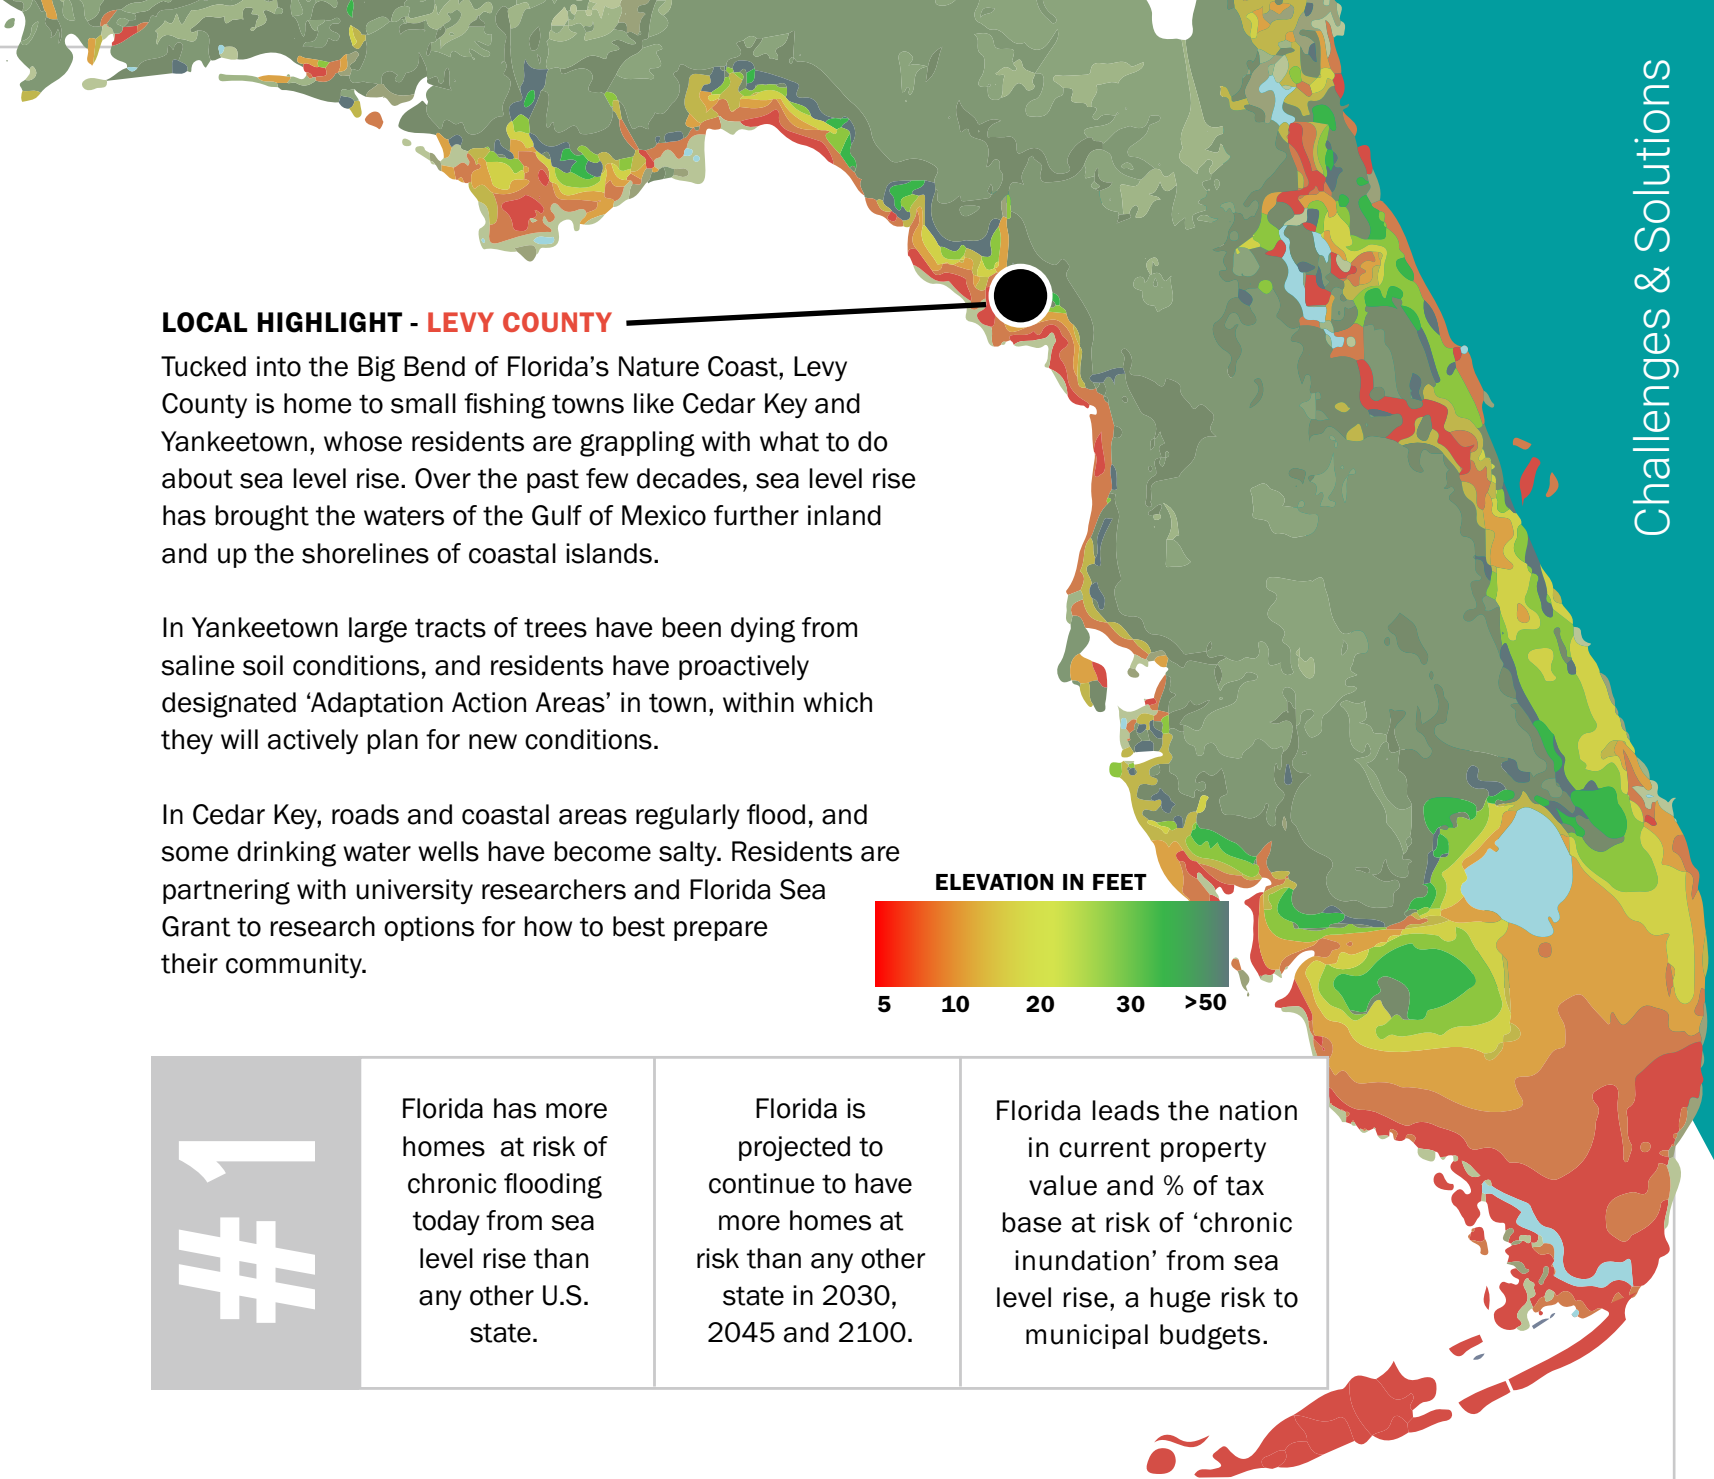 Challenges & Solutions
LOCAL HIGHLIGHT - LEVY COUNTY
Tucked into the Big Bend of Florida’s Nature Coast, Levy
County is home to small fishing towns like Cedar Key and
Yankeetown, whose residents are grappling with what to do
about sea level rise. Over the past few decades, sea level rise
has brought the waters of the Gulf of Mexico further inland
and up the shorelines of coastal islands.
In Yankeetown large tracts of trees have been dying from
saline soil conditions, and residents have proactively
designated ‘Adaptation Action Areas’ in town, within which
they will actively plan for new conditions.
In Cedar Key, roads and coastal areas regularly flood, and
some drinking water wells have become salty. Residents are
partnering with university researchers and Florida Sea
Grant to research options for how to best prepare
their community.
ELEVATION IN FEET
5 10 20 30 >50
#1
Florida has more
homes at risk of
chronic flooding
today from sea
level rise than
any other U.S.
state.
Florida is
projected to
continue to have
more homes at
risk than any other
state in 2030,
2045 and 2100.
Florida leads the nation
in current property
value and % of tax
base at risk of ‘chronic
inundation’ from sea
level rise, a huge risk to
municipal budgets.